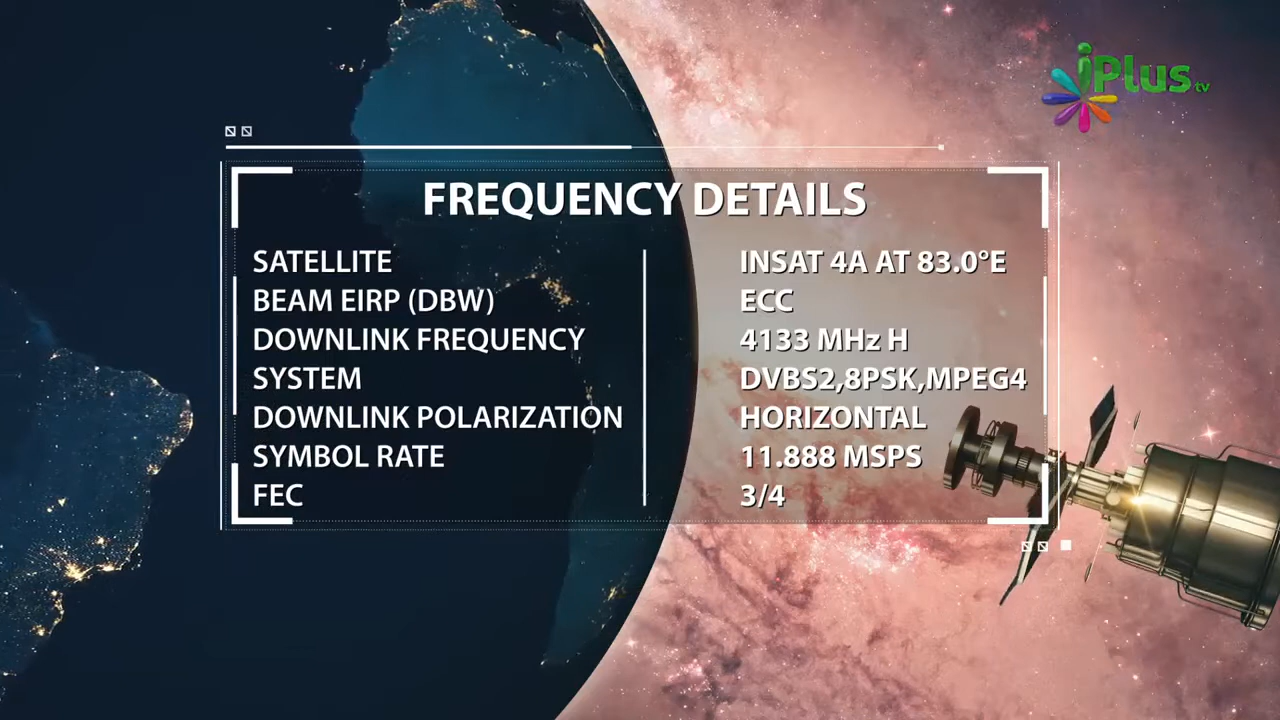 iPlus tv
FREQUENCY DETAILS
SATELLITE INSAT 4A AT 83.0°E
BEAM EIRP (DBW) ECC
DOWNLINK FREQUENCY 4133 MHz H
SYSTEM DVBS2,8PSK,MPEG4
DOWNLINK POLARIZATION HORIZONTAL
SYMBOL RATE 11.888 MSPS
FEC 3/4